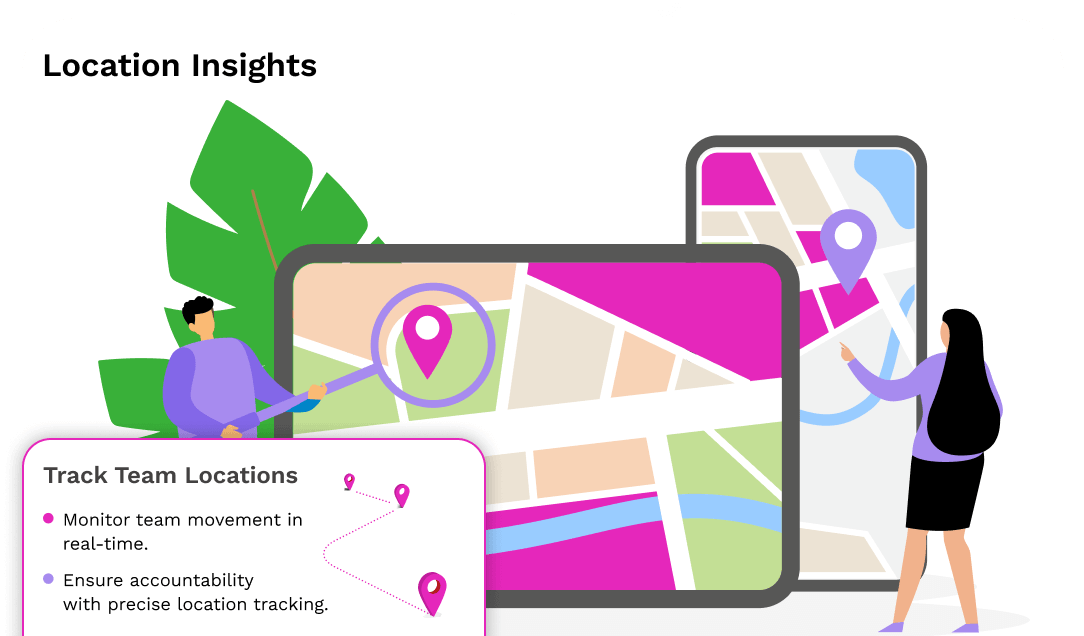 Location Insights
Track Team Locations
Monitor team movement in
real-time.
Ensure accountability
with precise location tracking.